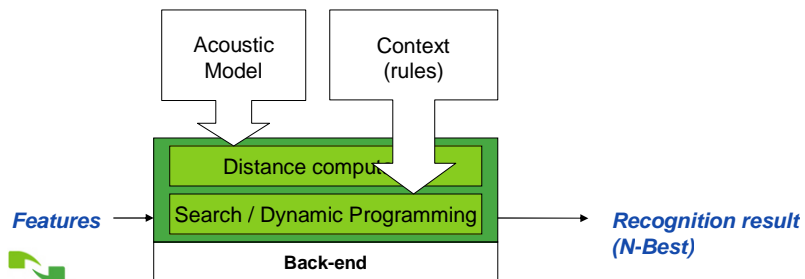 Acoustic
Model
Context
(rules)
Distance comput
Search / Dynamic Programming
Features
Recognition result
(N-Best)
Back-end